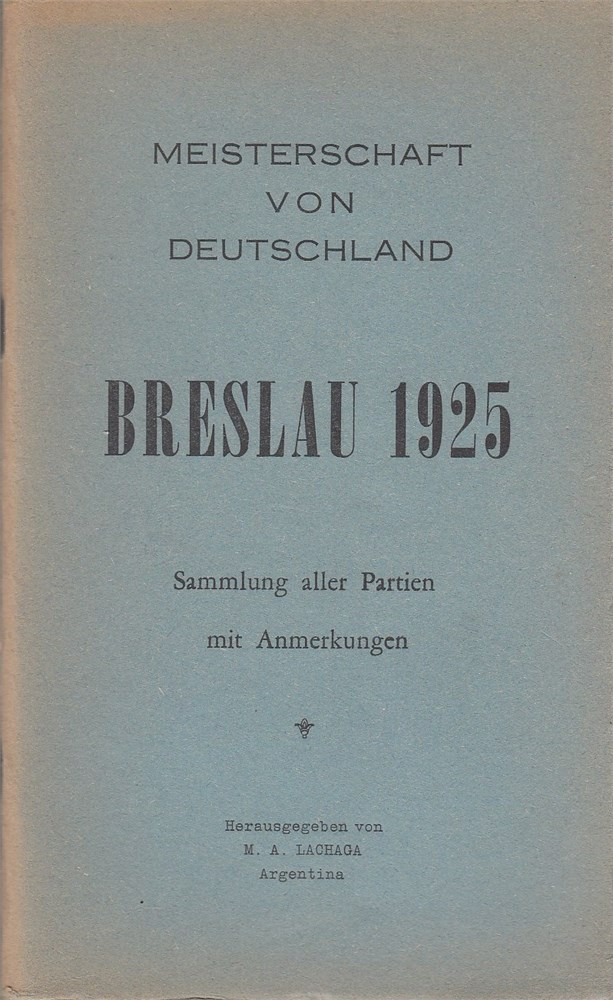 MEISTERSCHAFT
VON
DEUTSCHLAND
BRESLAU 1925
Sammlung aller Partien
mit Anmerkungen
Herausgegeben von
M. A. LACHAGA
Argentina